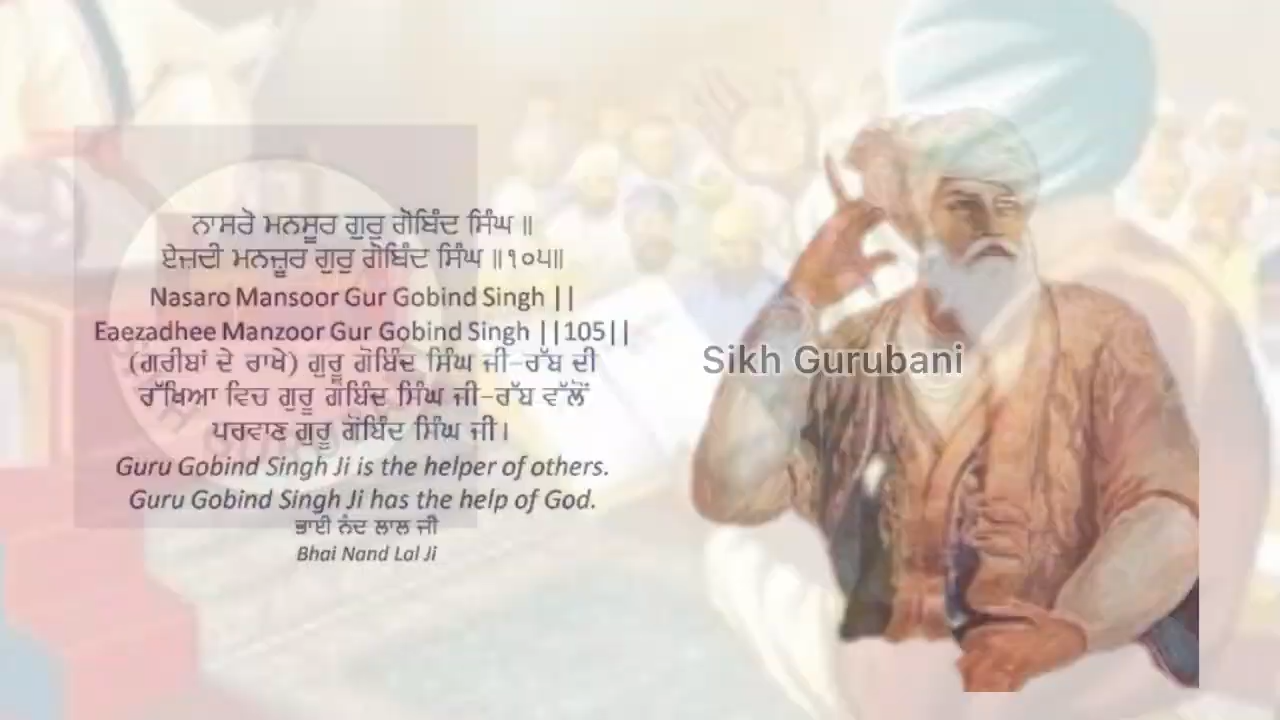 ਨਾਸਰੋ ਮਨਸੂਰ ਗੁਰੁ ਗੋਬਿੰਦ ਸਿੰਘ ॥
ਏਜ਼ਦੀ ਮਨਜ਼ੂਰ ਗੁਰੁ ਗੋਬਿੰਦ ਸਿੰਘ ॥੧੦੫॥
Nasaro Mansoor Gur Gobind Singh ||
Eaezadhee Manzoor Gur Gobind Singh ||105||
(ਗਰੀਬਾਂ ਦੇ ਰਾਖੇ) ਗੁਰੂ ਗੋਬਿੰਦ ਸਿੰਘ ਜੀ-ਰੱਬ ਦੀ
ਰੱਖਿਆ ਵਿਚ ਗੁਰੂ ਗੋਬਿੰਦ ਸਿੰਘ ਜੀ-ਰੱਬ ਵੱਲੋਂ
ਪਰਵਾਣ ਗੁਰੂ ਗੋਬਿੰਦ ਸਿੰਘ ਜੀ।
Guru Gobind Singh Ji is the helper of others.
Guru Gobind Singh Ji has the help of God.
ਭਾਈ ਨੰਦ ਲਾਲ ਜੀ
Bhai Nand Lal Ji
Sikh Gurubani